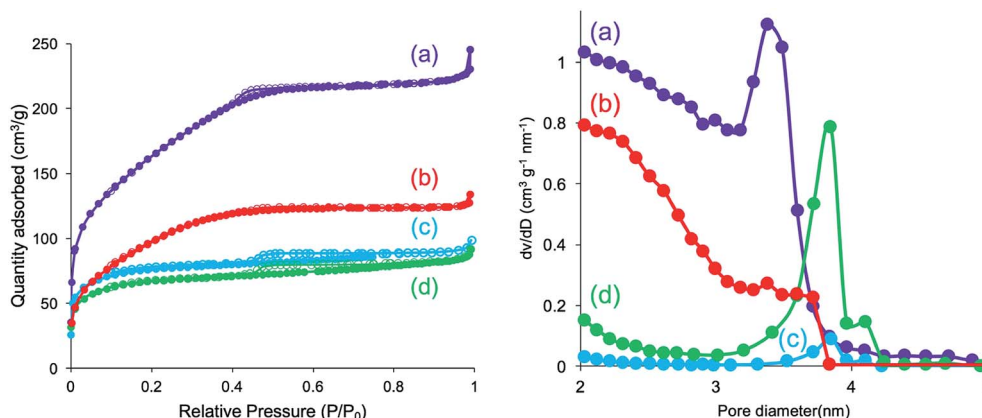 250
200
150
100
50
0
0
0.2
0.4
0.6
0.8
1
Quantity adsorbed (cm³/g)
Relative Pressure (P/P₀)
(a)
(b)
(c)
(d)
1
0.8
0.6
0.4
0.2
0
2
3
4
dv/dD (cm³ g⁻¹ nm⁻¹)
Pore diameter(nm)
(a)
(b)
(d)
(c)